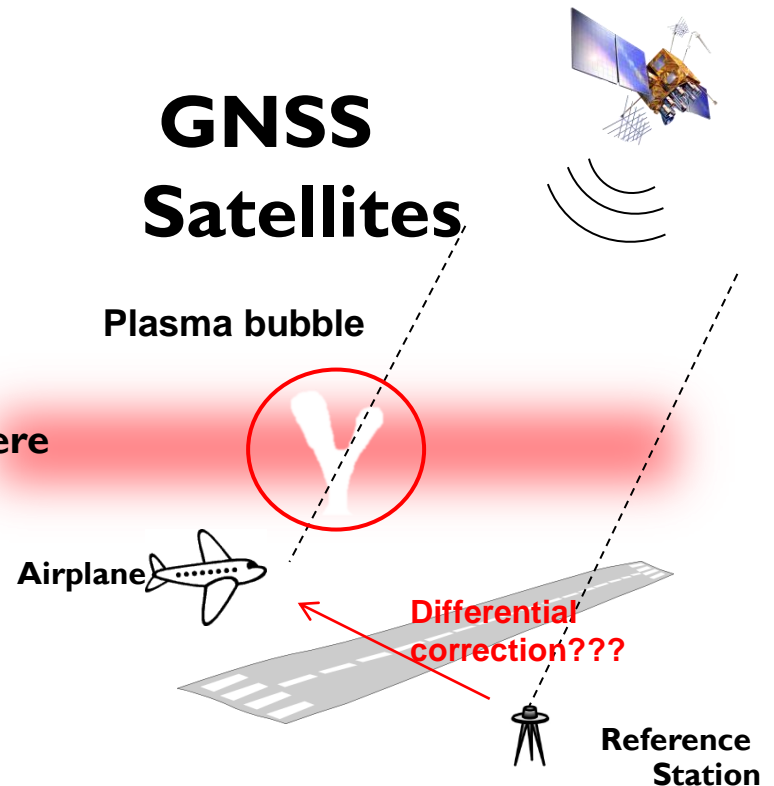 GNSS
Satellites
Plasma bubble
ere
Airplane
Differential
correction???
Reference
Station